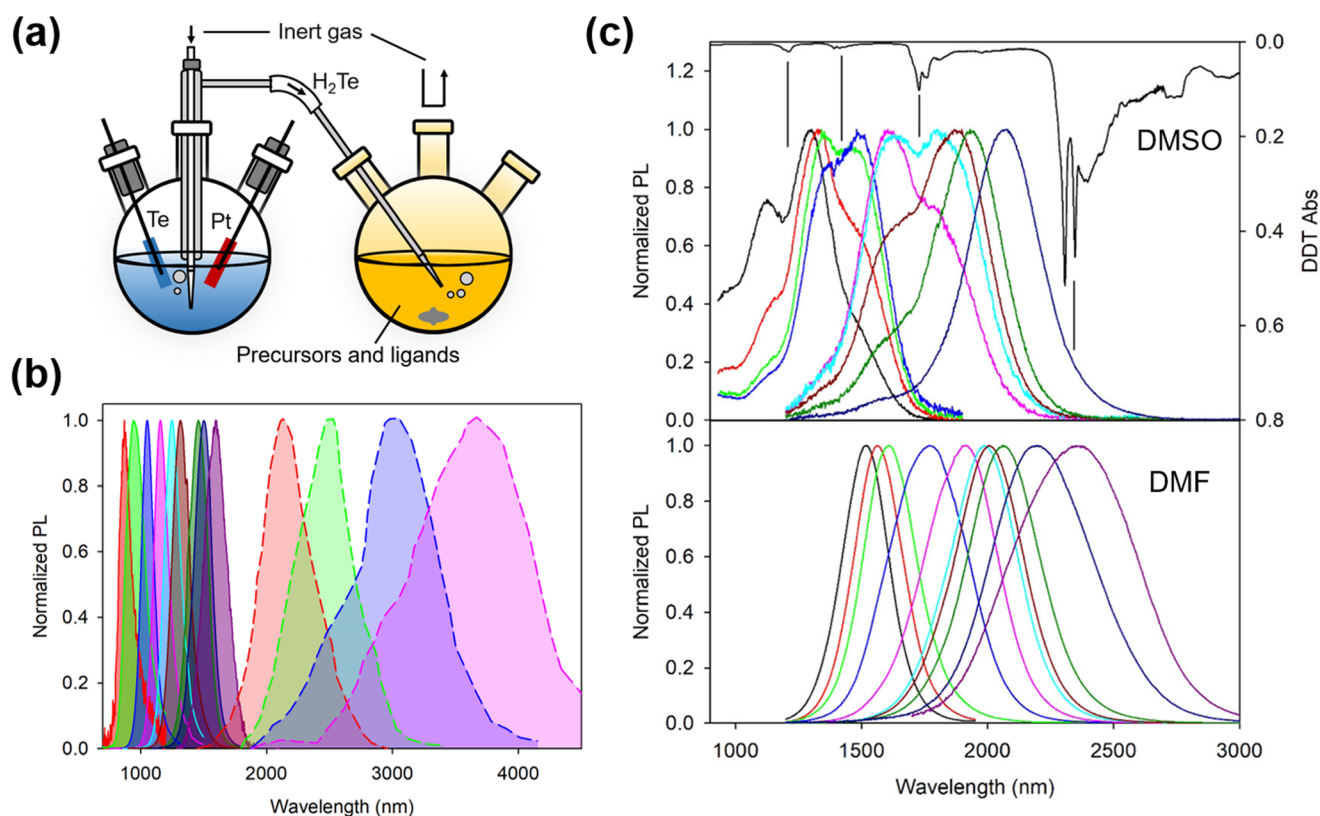 (a)
Inert gas
H₂Te
Te
Pt
Precursors and ligands
(b)
1.0
0.8
0.6
0.4
0.2
0.0
Normalized PL
1000 2000 3000 4000
Wavelength (nm)
(c)
1.2
1.0
0.8
0.6
0.4
0.2
0.0
Normalized PL
DMSO
0.0
0.2
0.4
0.6
0.8
DDT Abs
1.0
0.8
0.6
0.4
0.2
0.0
Normalized PL
DMF
1000 1500 2000 2500 3000
Wavelength (nm)